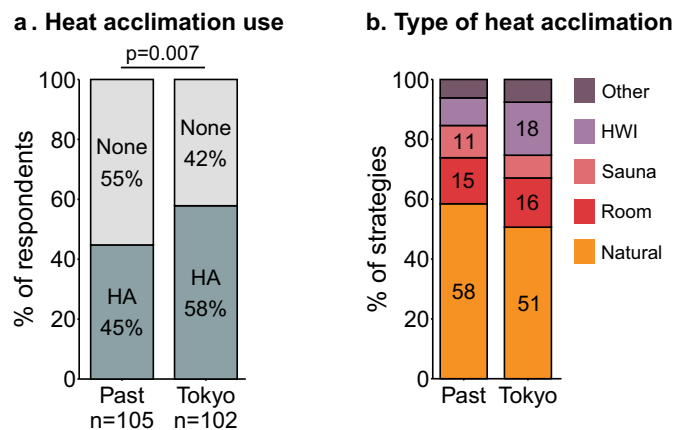 a . Heat acclimation use
p=0.007
% of respondents
100
80
60
40
20
0
None
55%
HA
45%
None
42%
HA
58%
Past
n=105
Tokyo
n=102
b. Type of heat acclimation
% of strategies
100
80
60
40
20
0
11
15
58
18
16
51
Past
Tokyo
Other
HWI
Sauna
Room
Natural